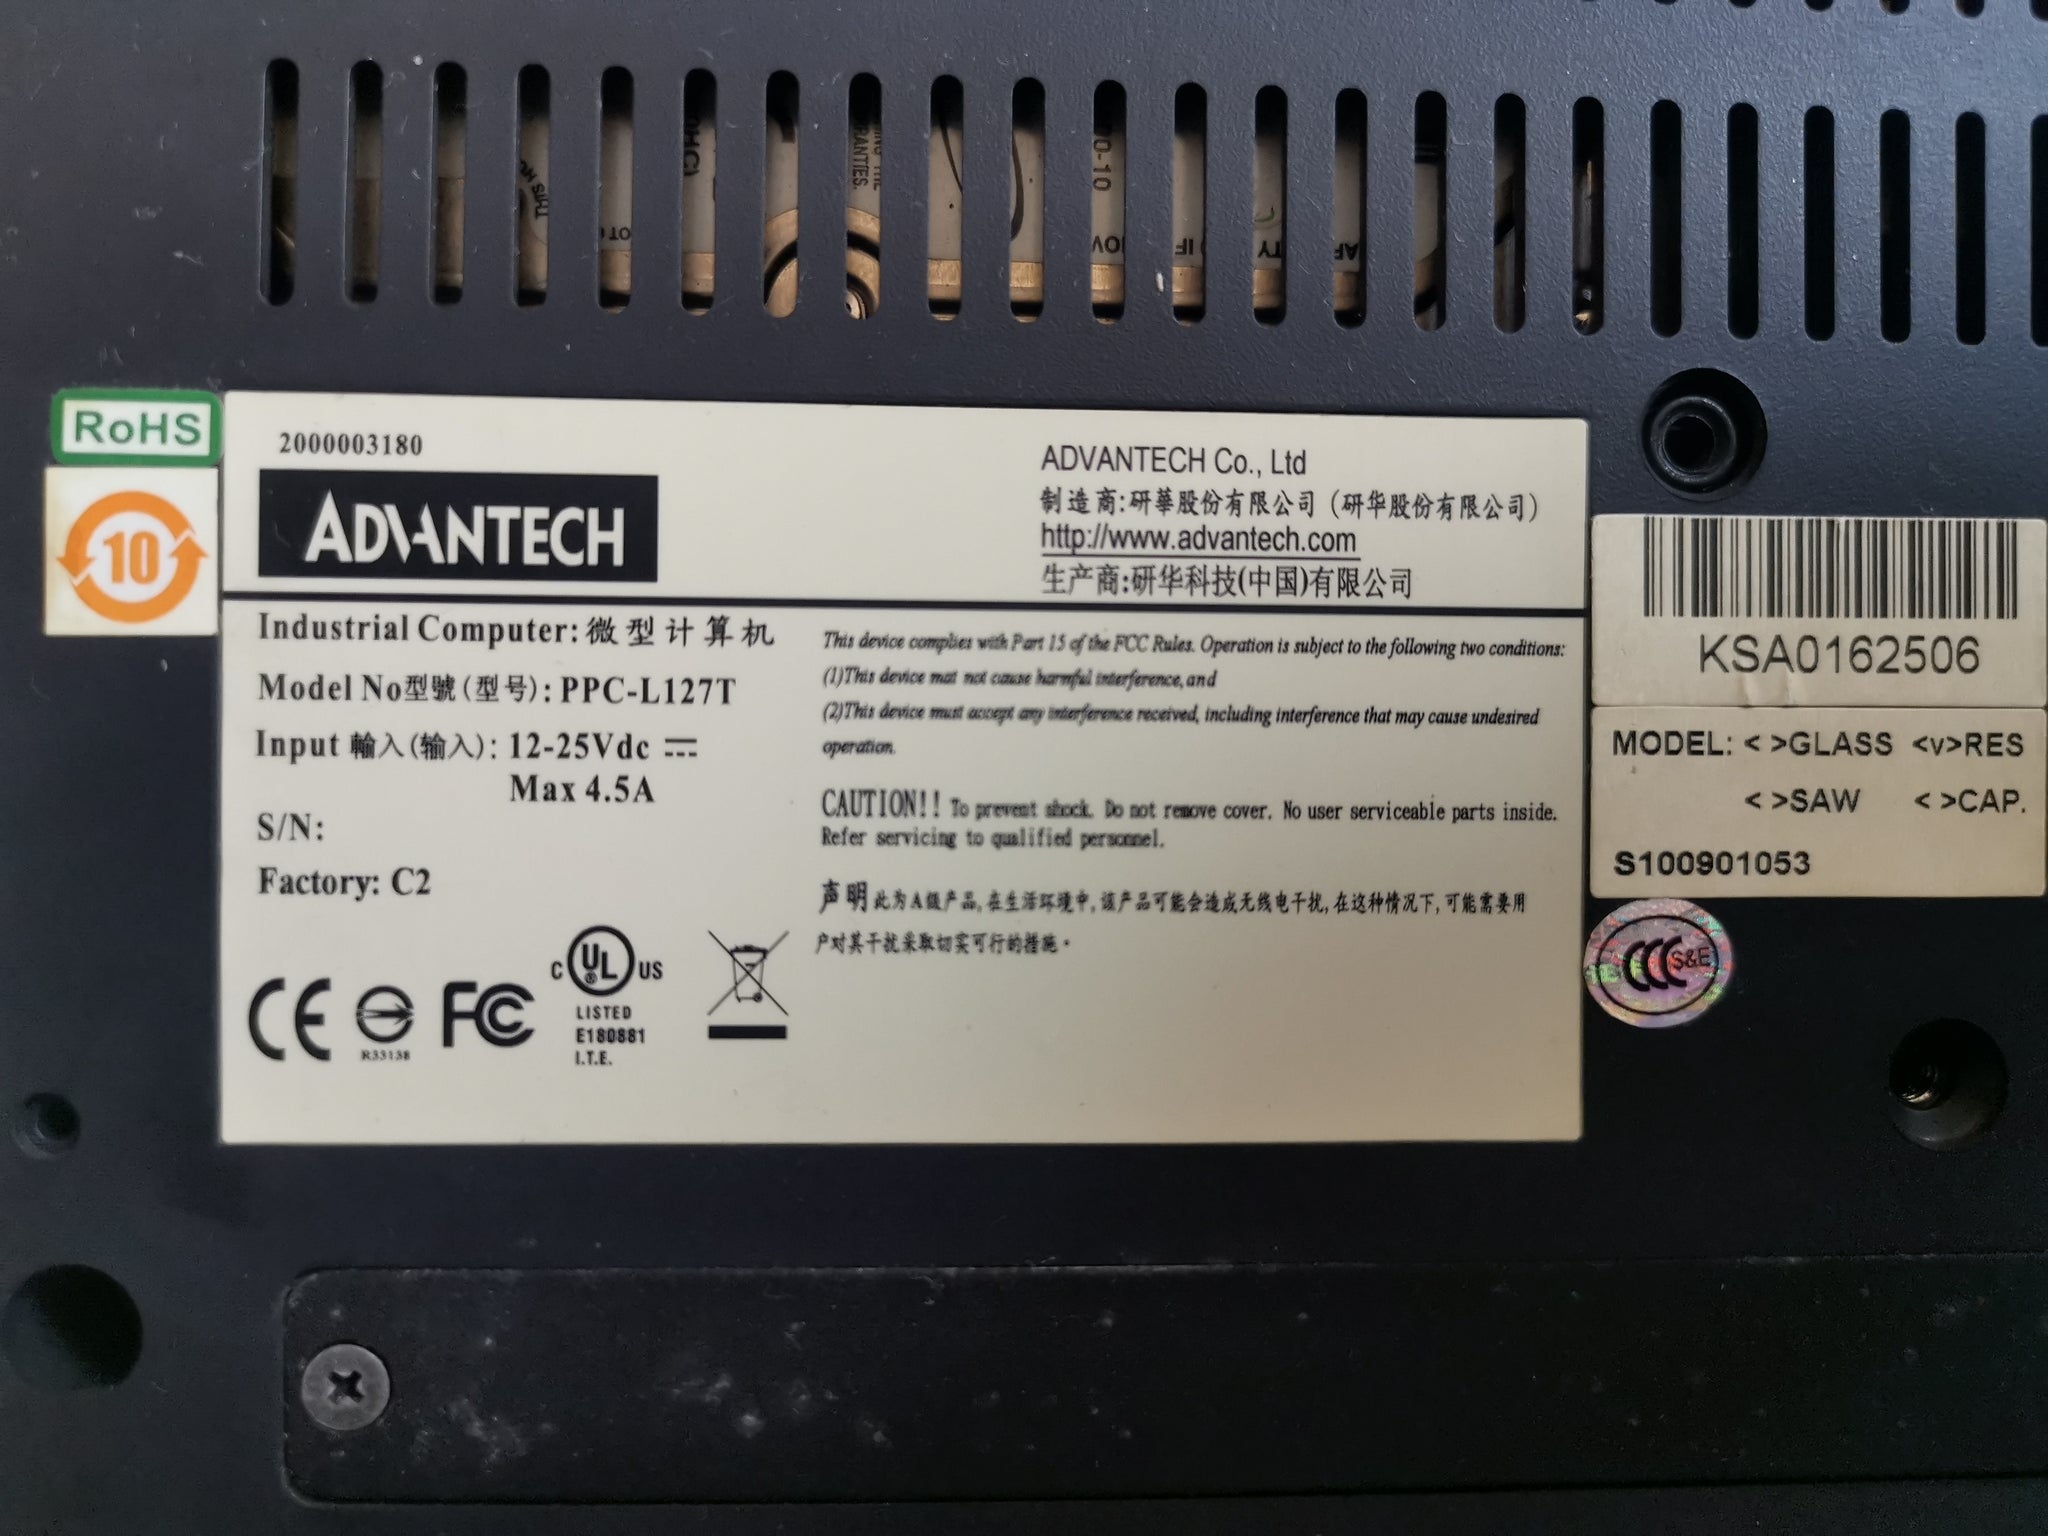 RoHS
10
2000003180
ADVANTECH
ADVANTECH Co., Ltd
制造商:研華股份有限公司（研华股份有限公司）
http://www.advantech.com
生产商:研华科技(中国)有限公司
Industrial Computer: 微型计算机
Model No型號(型号): PPC-L127T
Input 輸入(输入): 12-25Vdc
Max 4.5A
S/N:
Factory: C2
CE
R33138
FC
C UL US
®
LISTED
E180881
I.T.E.
This device complies with Part 15 of the FCC Rules. Operation is subject to the following two conditions:
(1)This device mat not cause harmful interference, and
(2)This device must accept any interference received, including interference that may cause undesired
operation.
CAUTION!! To prevent shock. Do not remove cover. No user serviceable parts inside.
Refer servicing to qualified personnel.
声明 此为A级产品,在生活环境中,该产品可能会造成无线电干扰,在这种情况下,可能需要用
户对其干扰采取切实可行的措施。
KSA0162506
MODEL: < >GLASS <v>RES
< >SAW < >CAP.
S100901053
CCC S&E